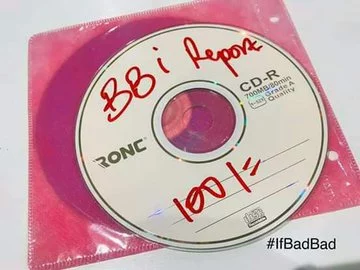 BBi Report
CD-R
700MB/80min
Grade A
Quality
RONC
100/=
#IfBadBad